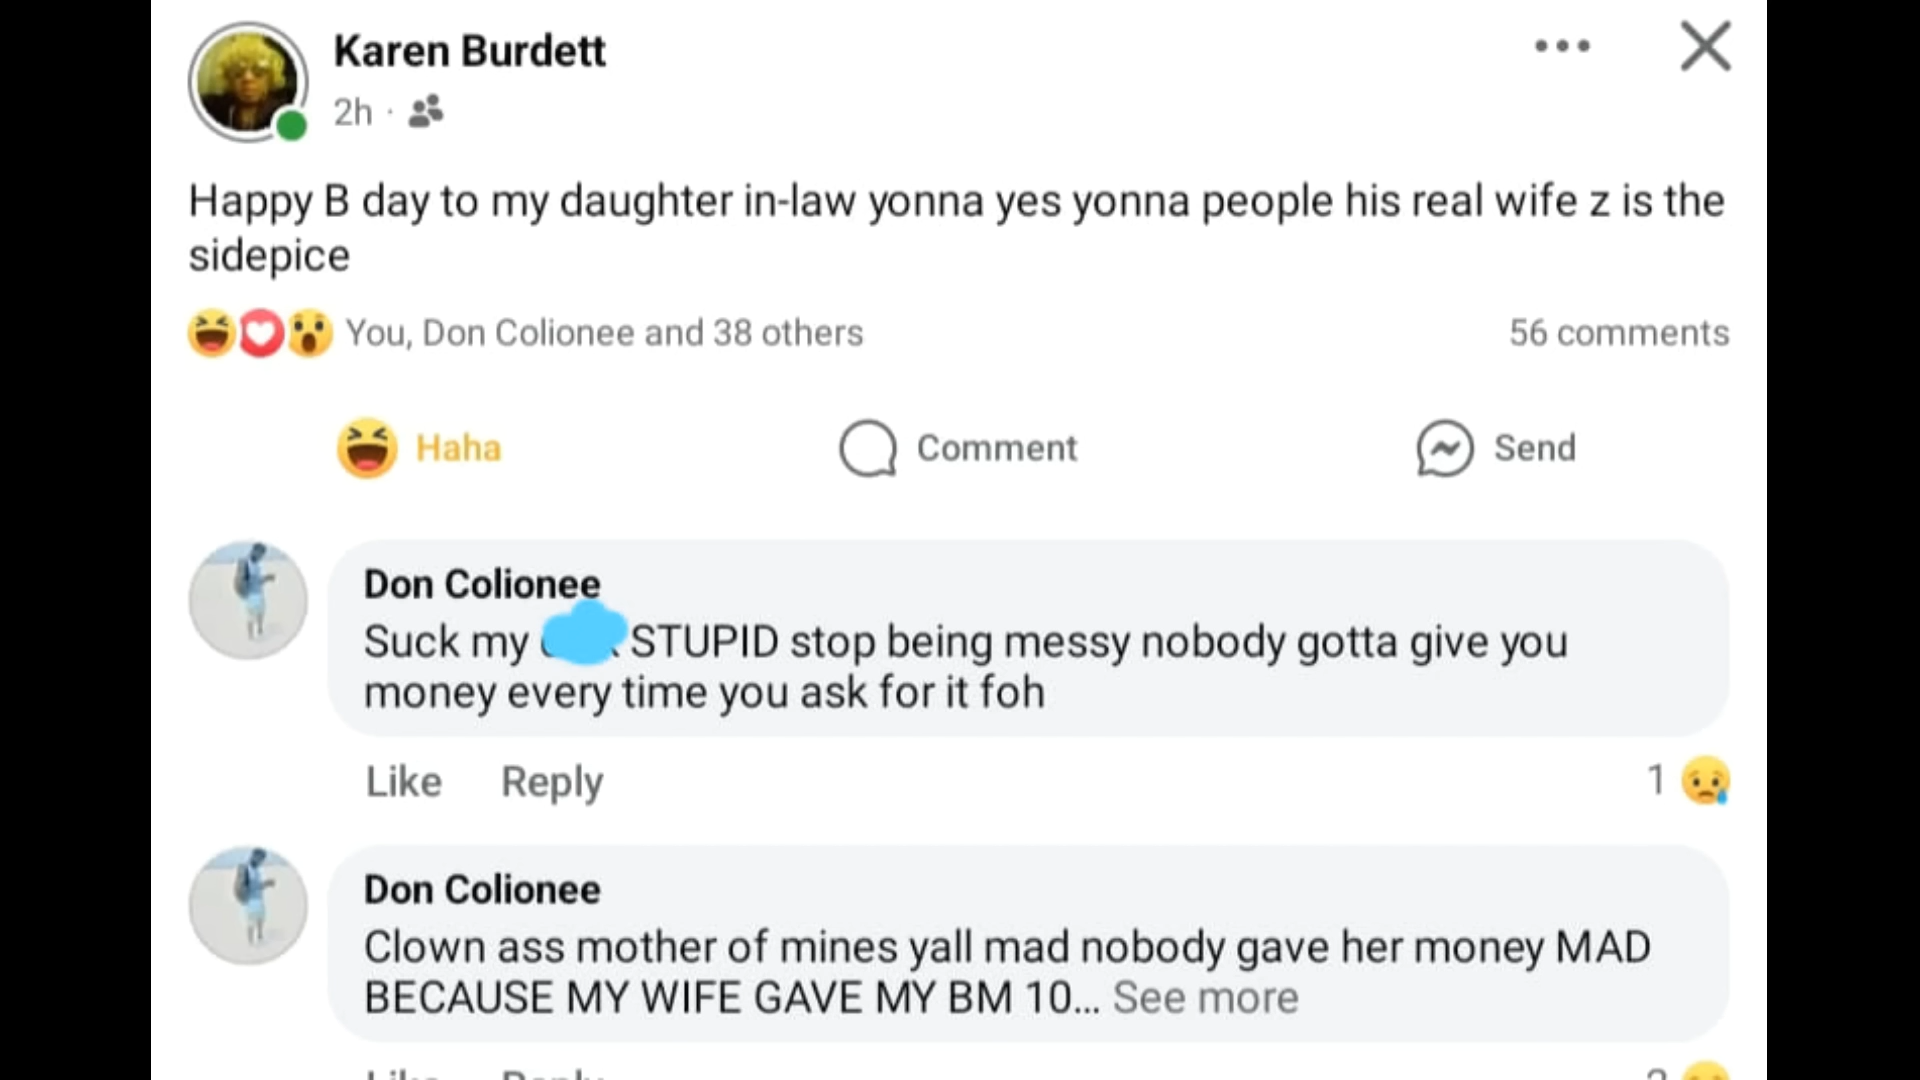 Karen Burdett
2h ·
Happy B day to my daughter in-law yonna yes yonna people his real wife z is the
sidepice
You, Don Colionee and 38 others
56 comments
Haha
Comment
Send
Don Colionee
Suck my STUPID stop being messy nobody gotta give you
money every time you ask for it foh
Like Reply
1
Don Colionee
Clown ass mother of mines yall mad nobody gave her money MAD
BECAUSE MY WIFE GAVE MY BM 10... See more